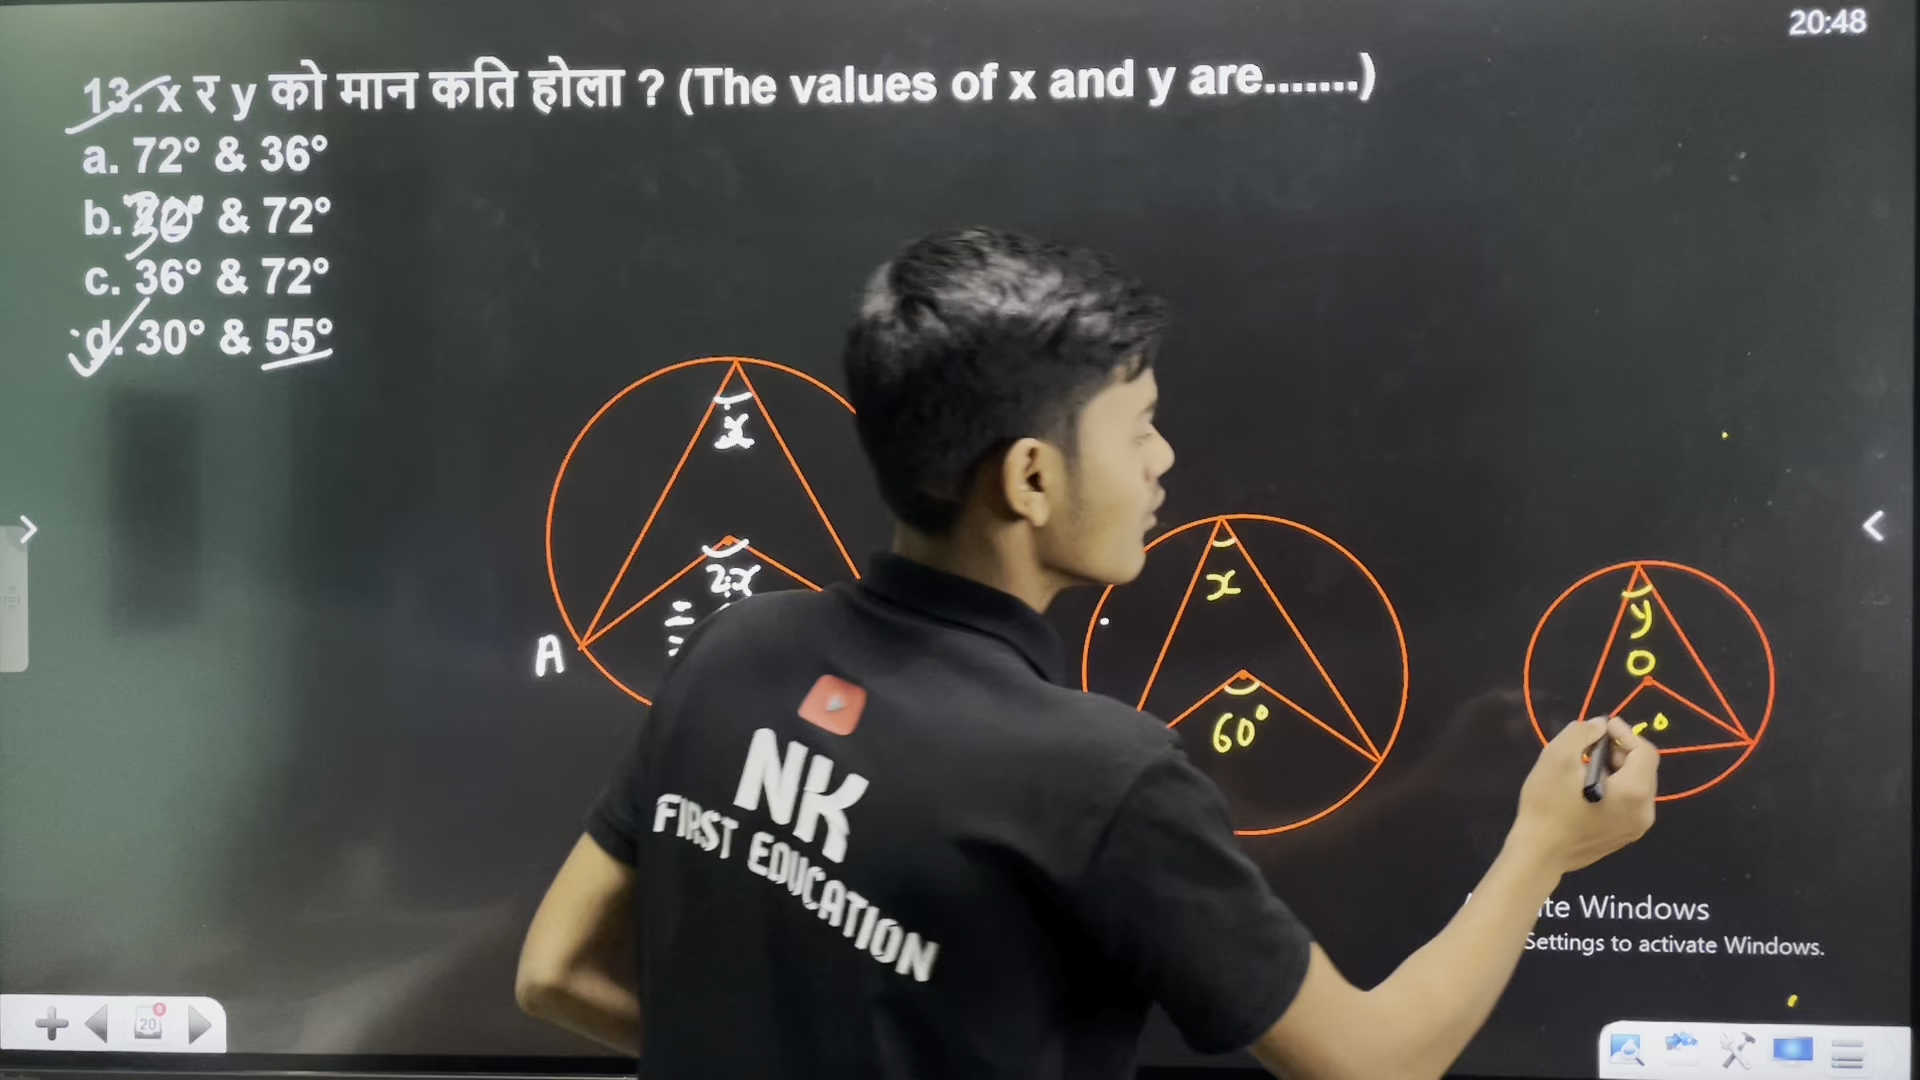 20:48
13. x र y को मान कति होला ? (The values of x and y are.......)
a. 72° & 36°
b. & 72°
c. 36° & 72°
d. 30° & 55°
x
2x
A
x
60°
y
O
NK
FIRST EDUCATION
Windows
Settings to activate Windows.
20